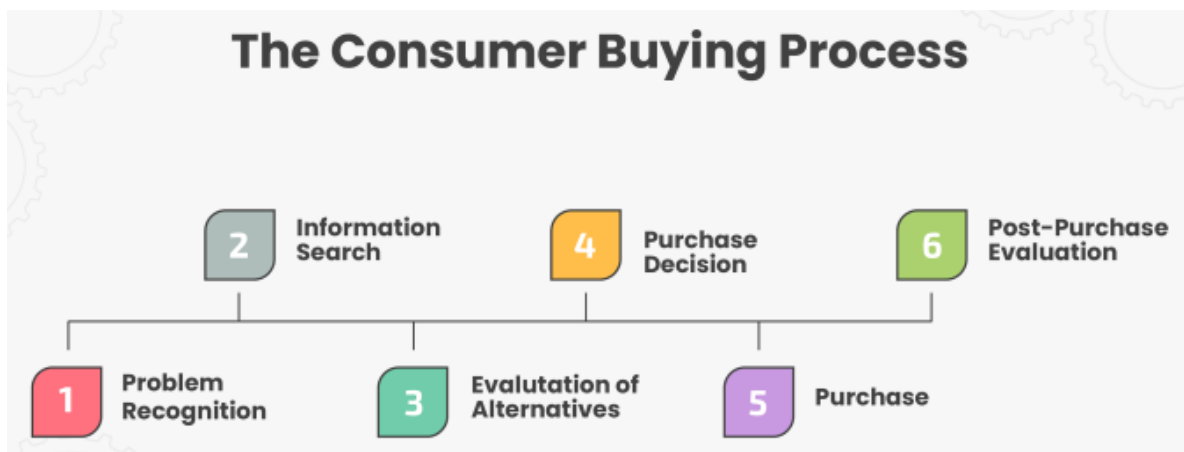 The Consumer Buying Process
1
Problem
Recognition
2
Information
Search
3
Evalutation of
Alternatives
4
Purchase
Decision
5
Purchase
6
Post-Purchase
Evaluation